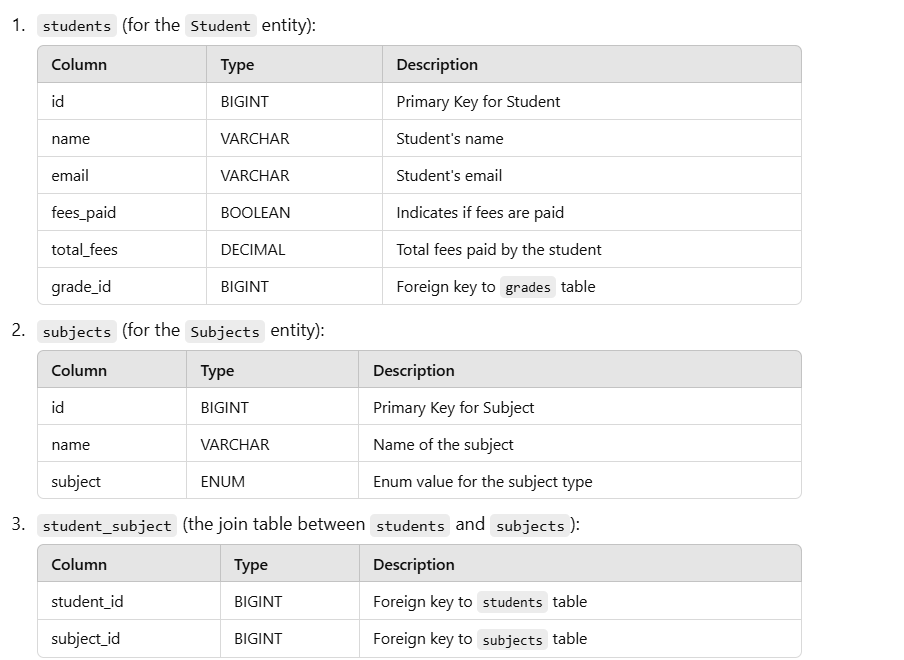 1. students (for the Student entity):
Column Type Description
id BIGINT Primary Key for Student
name VARCHAR Student's name
email VARCHAR Student's email
fees_paid BOOLEAN Indicates if fees are paid
total_fees DECIMAL Total fees paid by the student
grade_id BIGINT Foreign key to grades table
2. subjects (for the Subjects entity):
Column Type Description
id BIGINT Primary Key for Subject
name VARCHAR Name of the subject
subject ENUM Enum value for the subject type
3. student_subject (the join table between students and subjects):
Column Type Description
student_id BIGINT Foreign key to students table
subject_id BIGINT Foreign key to subjects table